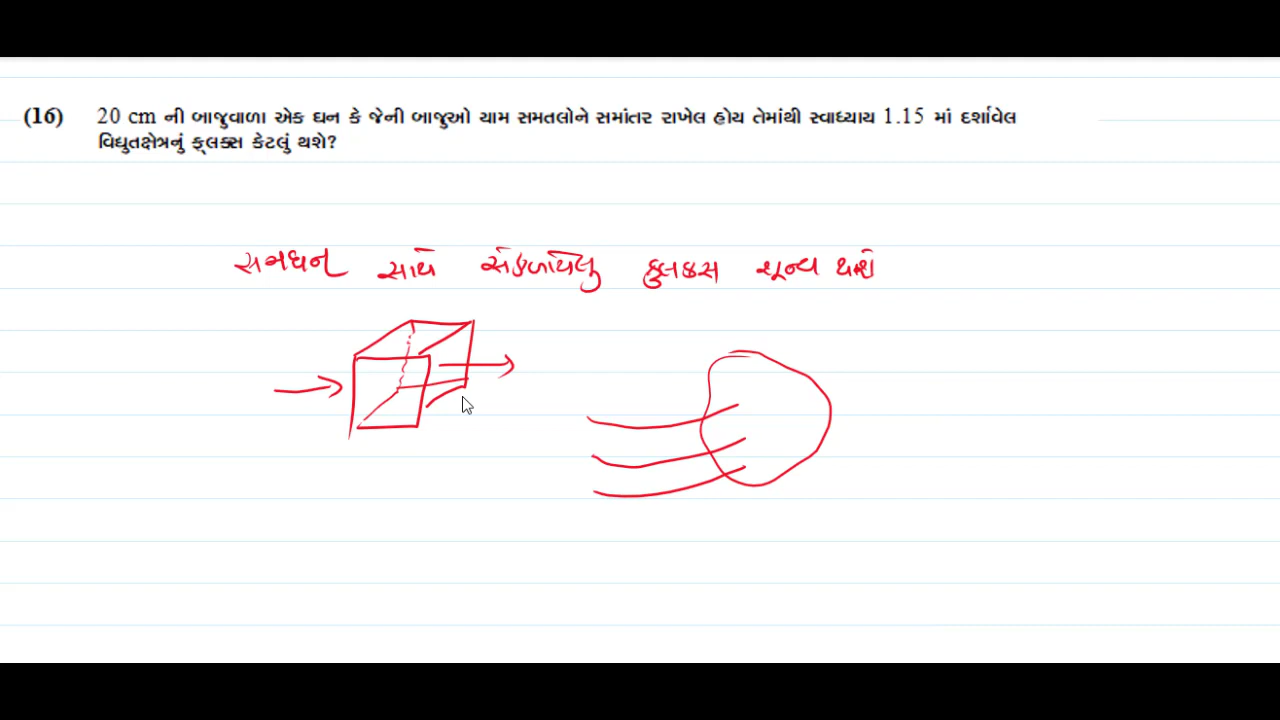 (16) 20 cm ની બાજુવાળા એક ઘન કે જેની બાજુઓ યામ સમતલોને સમાંતર રાખેલ હોય તેમાંથી સ્વાધ્યાય 1.15 માં દર્શાવેલ
વિદ્યુતક્ષેત્રનું ફ્લક્સ કેટલું થશે?
સમઘન સાથે સંકળાયેલુ ફ્લક્સ શૂન્ય થશે